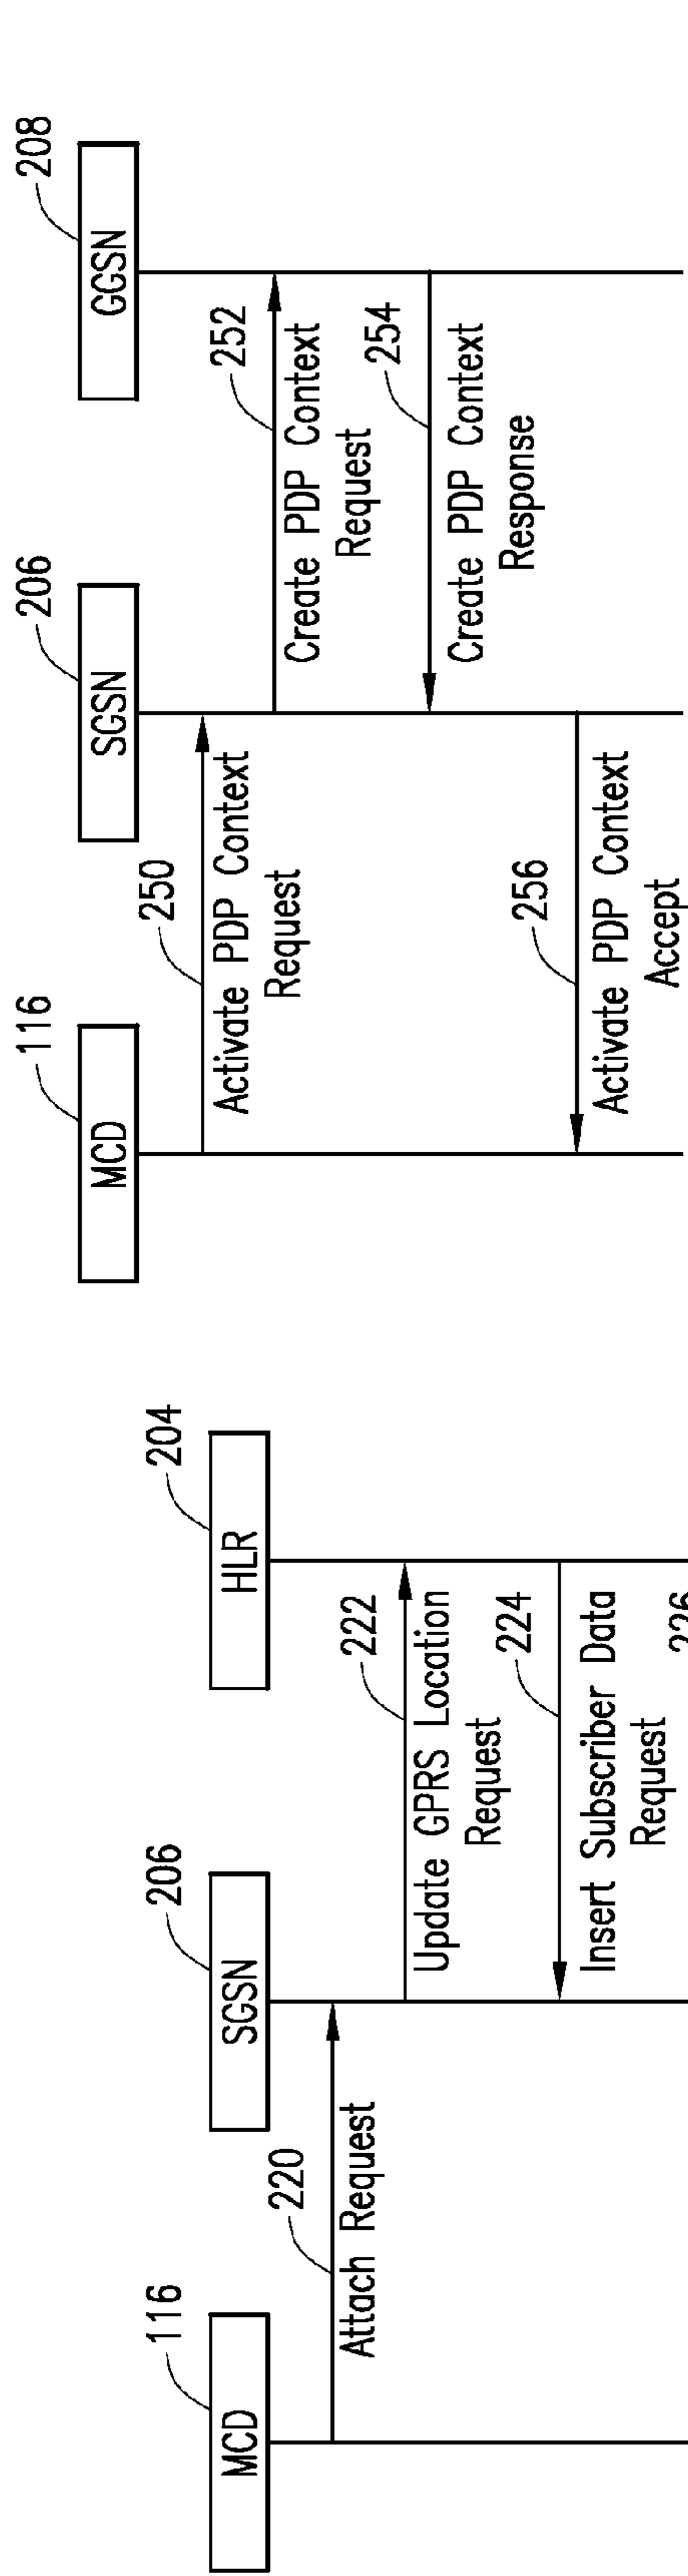 116
206
204
MCD
SGSN
HLR
220
Attach Request
222
Update GPRS Location
Request
224
Insert Subscriber Data
Request
116
206
208
MCD
SGSN
GGSN
250
Activate PDP Context
Request
252
Create PDP Context
Request
254
Create PDP Context
Response
256
Activate PDP Context
Accept